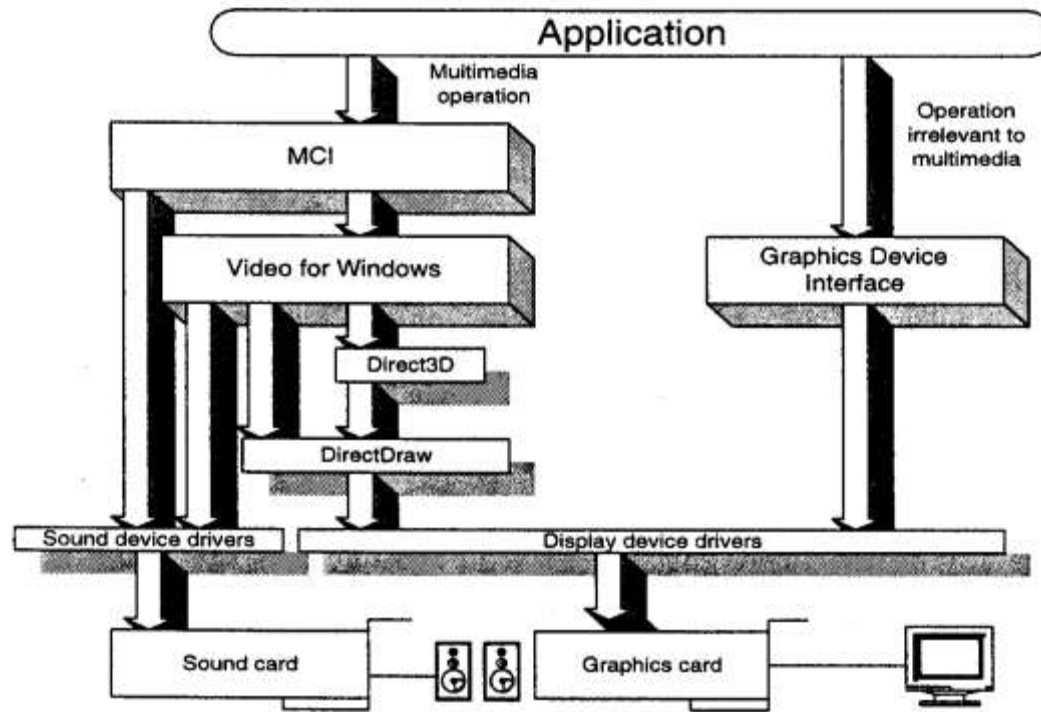 Application
Multimedia
operation
Operation
irrelevant to
multimedia
MCI
Video for Windows
Graphics Device
Interface
Direct3D
DirectDraw
Sound device drivers
Display device drivers
Sound card
Graphics card